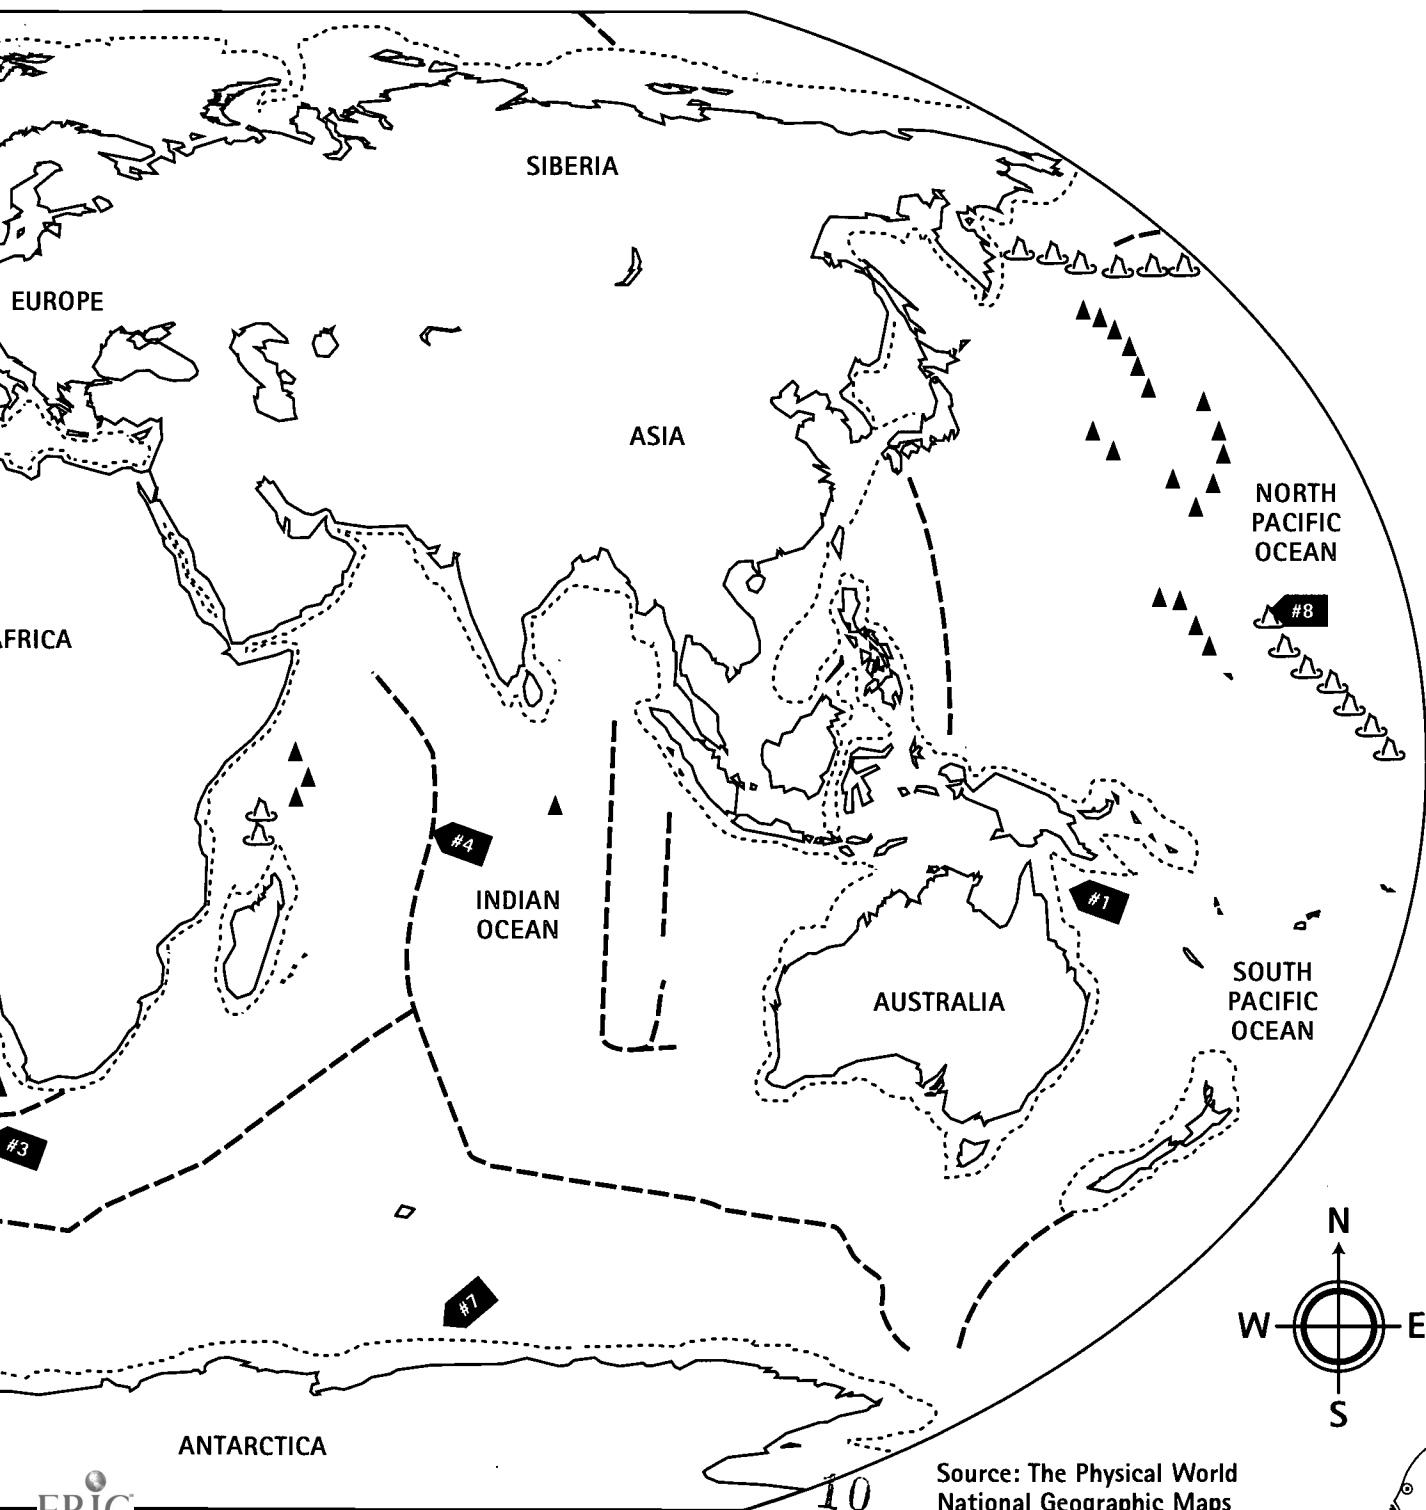 SIBERIA
EUROPE
ASIA
NORTH
PACIFIC
OCEAN
#8
AFRICA
#4
INDIAN
OCEAN
#1
AUSTRALIA
SOUTH
PACIFIC
OCEAN
#3
#7
N
W E
S
ANTARCTICA
ERIC
10
Source: The Physical World
National Geographic Maps